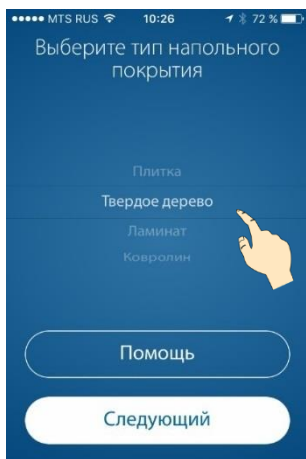 MTS RUS 10:26 72 %
Выберите тип напольного
покрытия
Плитка
Твердое дерево
Ламинат
Ковролин
Помощь
Следующий